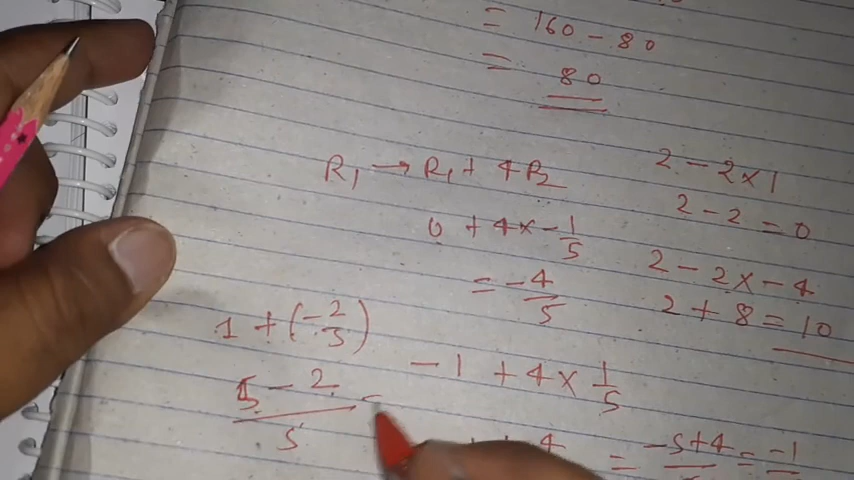 = 160 - 80
= 80
R₁ → R₁ + 4R₂
2 - 2 × 1
2 - 2 = 0
0 + 4 × - 1/5
2 - 2 × - 4
= - 4/5
2 + 8 = 10
1 + (- 2/5)
- 1 + 4 × 1/5
5 - 2 / 5 =
= -5+4 / = -1